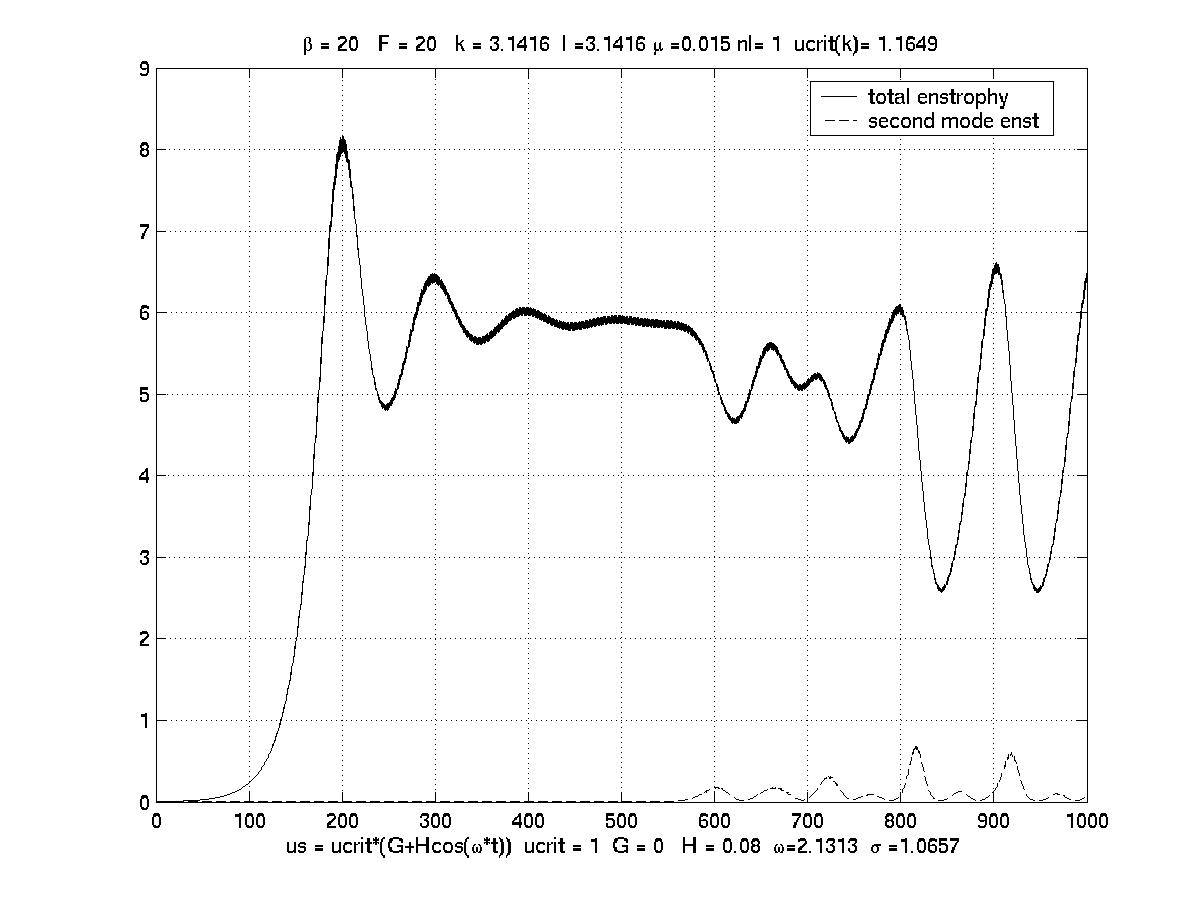 β = 20 F = 20 k = 3.1416 l =3.1416 μ =0.015 nl= 1 ucrit(k)= 1.1649
9
total enstrophy
second mode enst
8
7
6
5
4
3
2
1
0
0 100 200 300 400 500 600 700 800 900 1000
us = ucrit*(G+Hcos(ω*t)) ucrit = 1 G = 0 H = 0.08 ω=2.1313 σ =1.0657